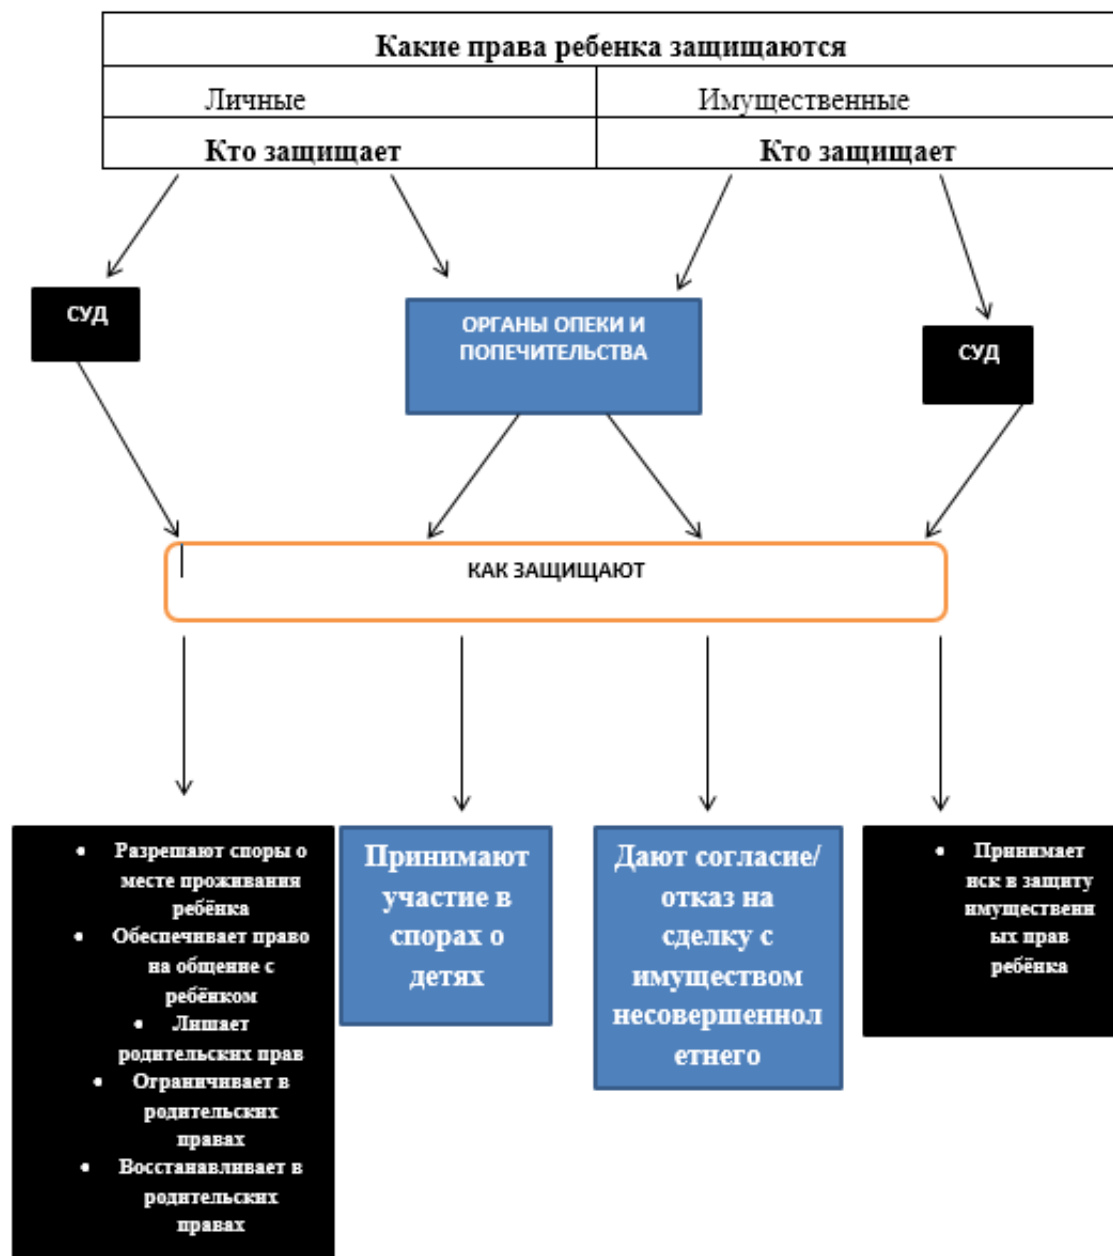 Какие права ребенка защищаются
Личные
Имущественные
Кто защищает
Кто защищает
СУД
ОРГАНЫ ОПЕКИ И
ПОПЕЧИТЕЛЬСТВА
СУД
КАК ЗАЩИЩАЮТ
• Разрешают споры о
месте проживания
ребёнка
• Обеспечивает право
на общение с
ребёнком
• Лишает
родительских прав
• Ограничивает в
родительских
правах
• Восстанавливает в
родительских
правах
Принимают
участие в
спорах о
детях
Дают согласие/
отказ на
сделку с
имуществом
несовершеннол
етнего
• Принимает
иск в защиту
имущественн
ых прав
ребёнка